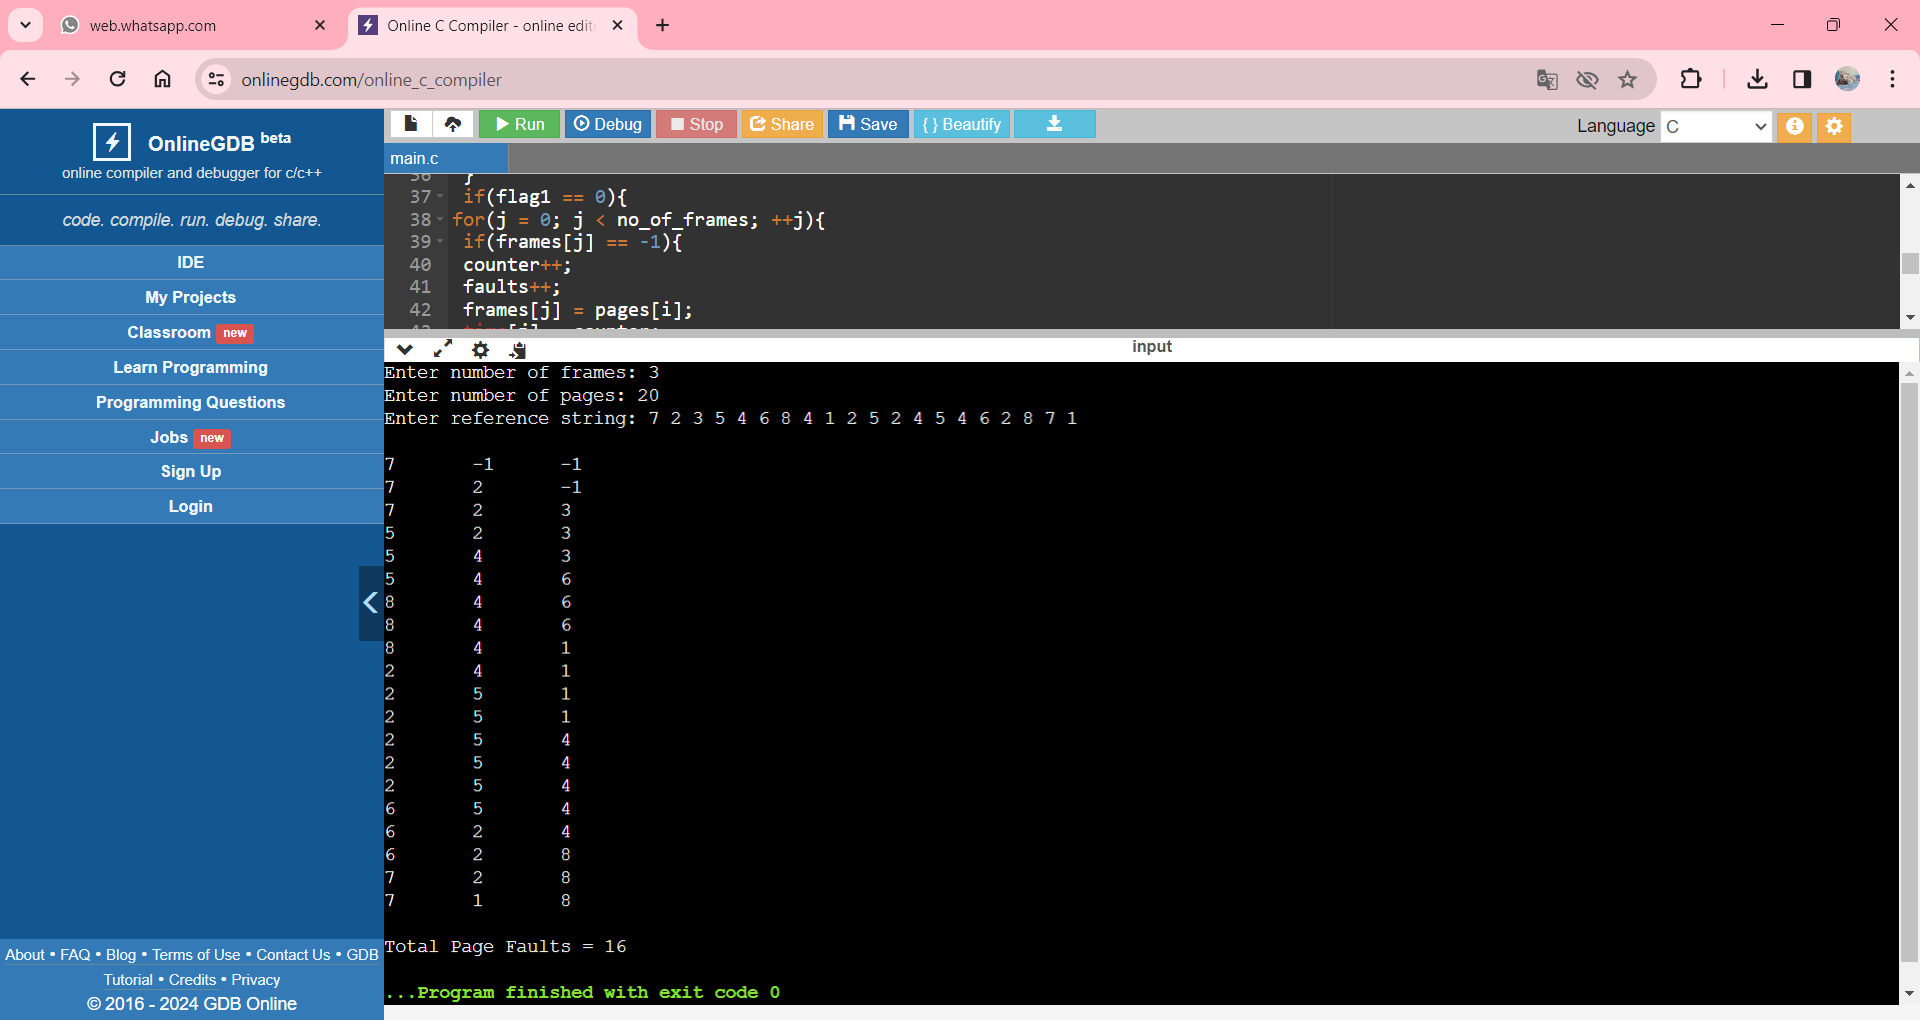 web.whatsapp.com
Online C Compiler - online edit
onlinegdb.com/online_c_compiler
OnlineGDB beta
online compiler and debugger for c/c++
code. compile. run. debug. share.
IDE
My Projects
Classroom new
Learn Programming
Programming Questions
Jobs new
Sign Up
Login
About • FAQ • Blog • Terms of Use • Contact Us • GDB
Tutorial • Credits • Privacy
© 2016 - 2024 GDB Online
Run Debug Stop Share Save { } Beautify
Language C
main.c
36 }
37 if(flag1 == 0){
38 for(j = 0; j < no_of_frames; ++j){
39 if(frames[j] == -1){
40 counter++;
41 faults++;
42 frames[j] = pages[i];
input
Enter number of frames: 3
Enter number of pages: 20
Enter reference string: 7 2 3 5 4 6 8 4 1 2 5 2 4 5 4 6 2 8 7 1
7 -1 -1
7 2 -1
7 2 3
5 2 3
5 4 3
5 4 6
8 4 6
8 4 6
8 4 1
2 4 1
2 5 1
2 5 1
2 5 4
2 5 4
2 5 4
6 5 4
6 2 4
6 2 8
7 2 8
7 1 8
Total Page Faults = 16
...Program finished with exit code 0